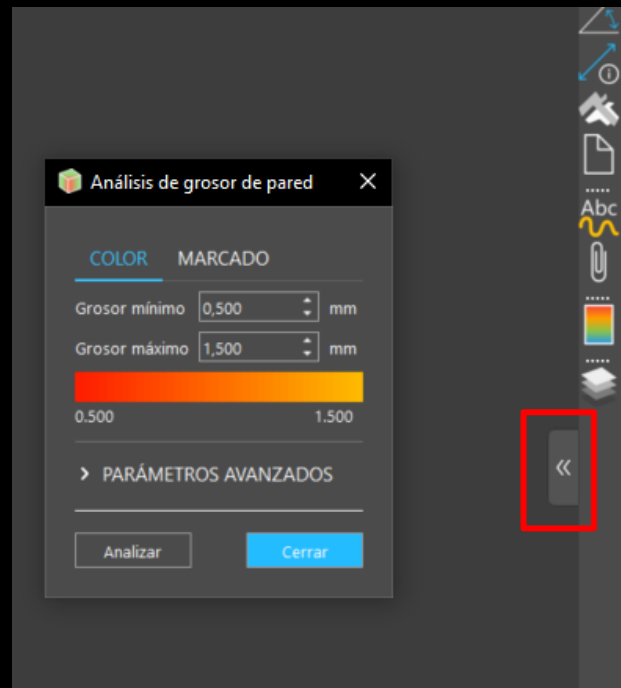 Análisis de grosor de pared
COLOR MARCADO
Grosor mínimo 0,500 mm
Grosor máximo 1,500 mm
0.500 1.500
PARÁMETROS AVANZADOS
Analizar Cerrar
Abc